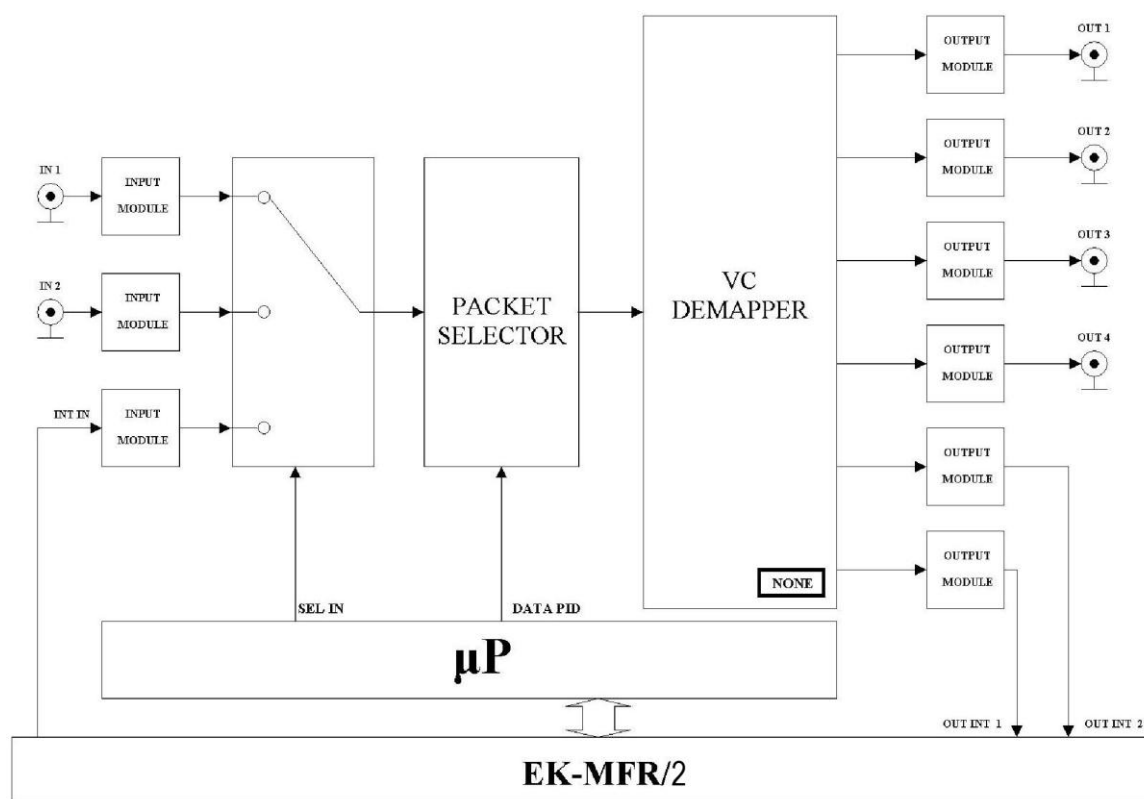 OUT 1
OUTPUT
MODULE
OUT 2
OUTPUT
MODULE
IN 1
INPUT
MODULE
OUT 3
OUTPUT
MODULE
IN 2
INPUT
MODULE
PACKET
SELECTOR
VC
DEMAPPER
OUT 4
OUTPUT
MODULE
INT IN
INPUT
MODULE
OUTPUT
MODULE
OUTPUT
MODULE
NONE
SEL IN
DATA PID
µP
OUT INT 1
OUT INT 2
EK-MFR/2